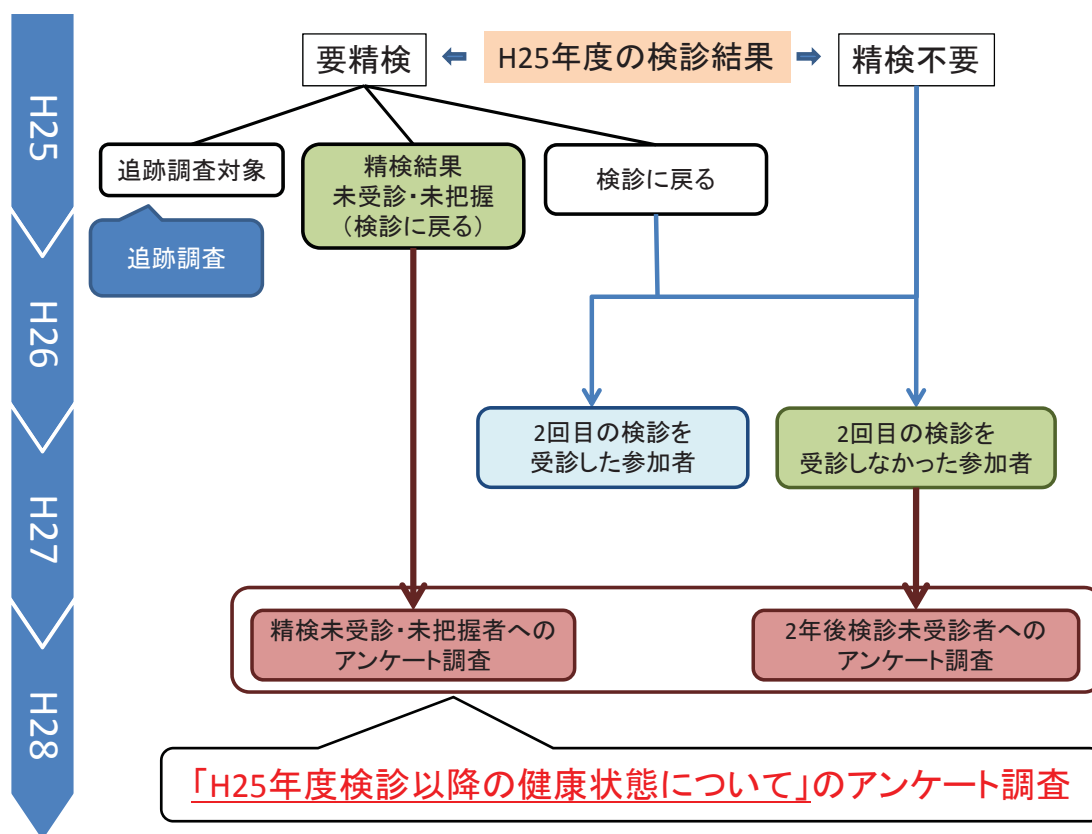 H25年度の検診結果
要精検
精検不要
H25
追跡調査対象
精検結果
未受診・未把握
(検診に戻る)
検診に戻る
追跡調査
H26
2回目の検診を
受診した参加者
2回目の検診を
受診しなかった参加者
H27
精検未受診・未把握者への
アンケート調査
2年後検診未受診者への
アンケート調査
H28
「H25年度検診以降の健康状態について」のアンケート調査